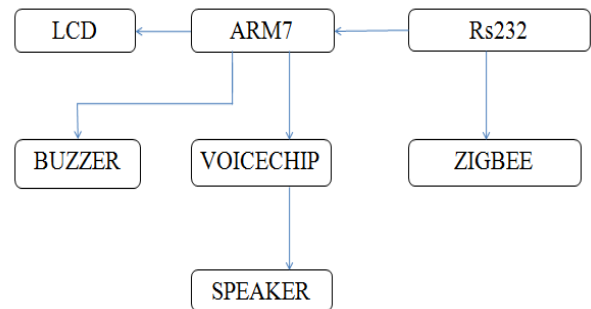 LCD
ARM7
Rs232
BUZZER
VOICECHIP
ZIGBEE
SPEAKER